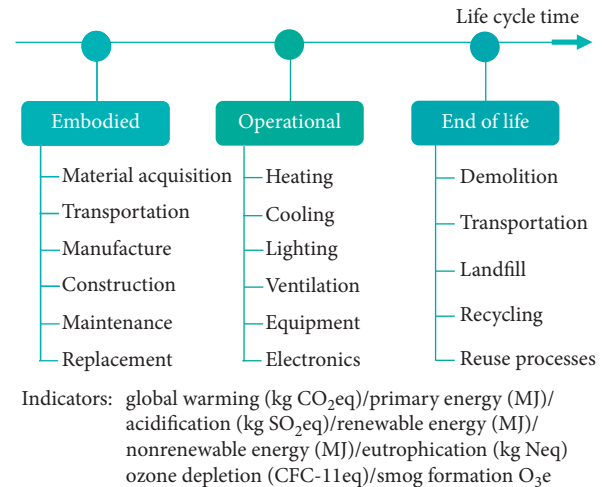 Life cycle time
Embodied
Material acquisition
Transportation
Manufacture
Construction
Maintenance
Replacement
Operational
Heating
Cooling
Lighting
Ventilation
Equipment
Electronics
End of life
Demolition
Transportation
Landfill
Recycling
Reuse processes
Indicators: global warming (kg CO₂eq)/primary energy (MJ)/
acidification (kg SO₂eq)/renewable energy (MJ)/
nonrenewable energy (MJ)/eutrophication (kg Neq)
ozone depletion (CFC-11eq)/smog formation O₃e